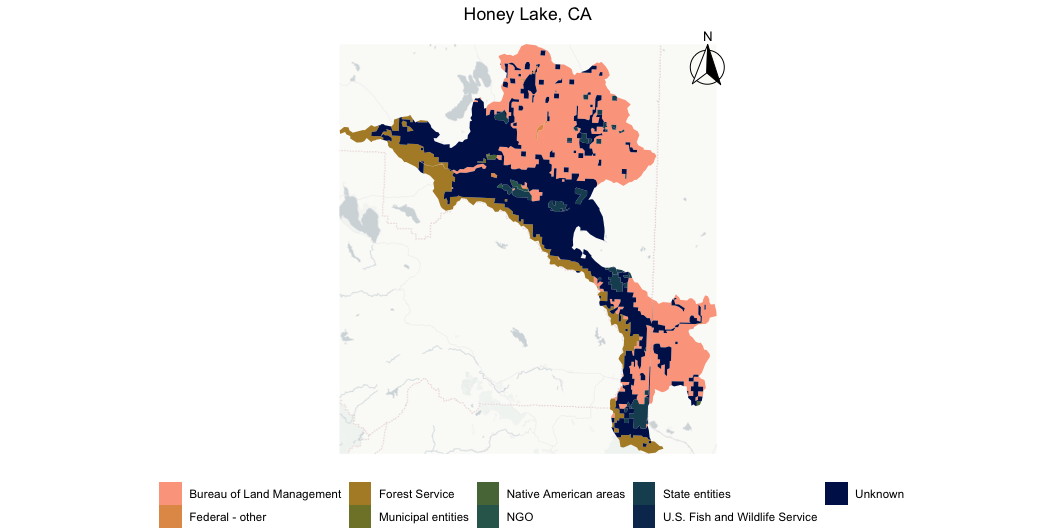 Honey Lake, CA
N
Bureau of Land Management
Forest Service
Native American areas
State entities
Unknown
Federal - other
Municipal entities
NGO
U.S. Fish and Wildlife Service